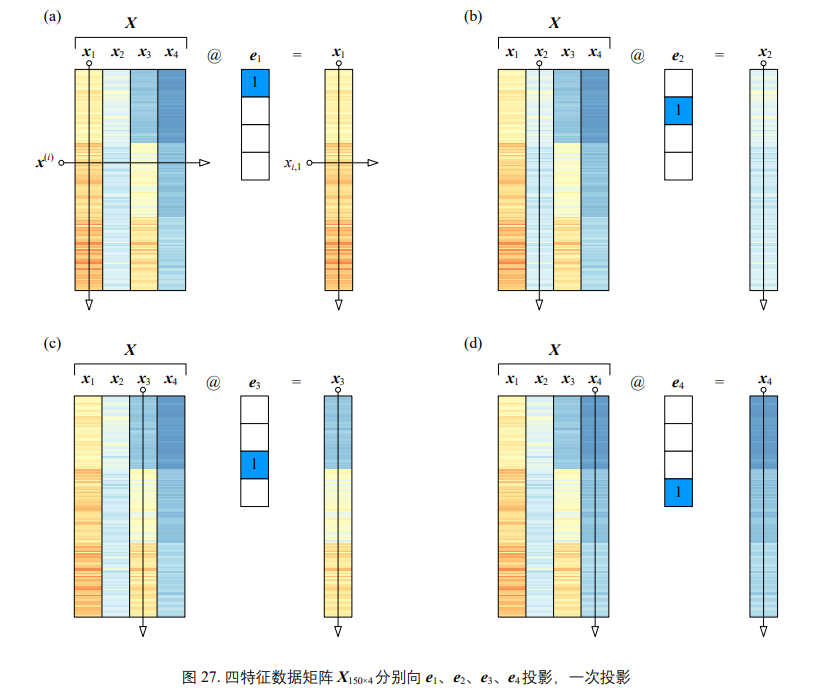 (a)
X
x1 x2 x3 x4 @ e1 = x1
1
x(i)
xi,1
(b)
X
x1 x2 x3 x4 @ e2 = x2
1
(c)
X
x1 x2 x3 x4 @ e3 = x3
1
(d)
X
x1 x2 x3 x4 @ e4 = x4
1
图 27. 四特征数据矩阵 X150×4 分别向 e1、e2、e3、e4 投影，一次投影